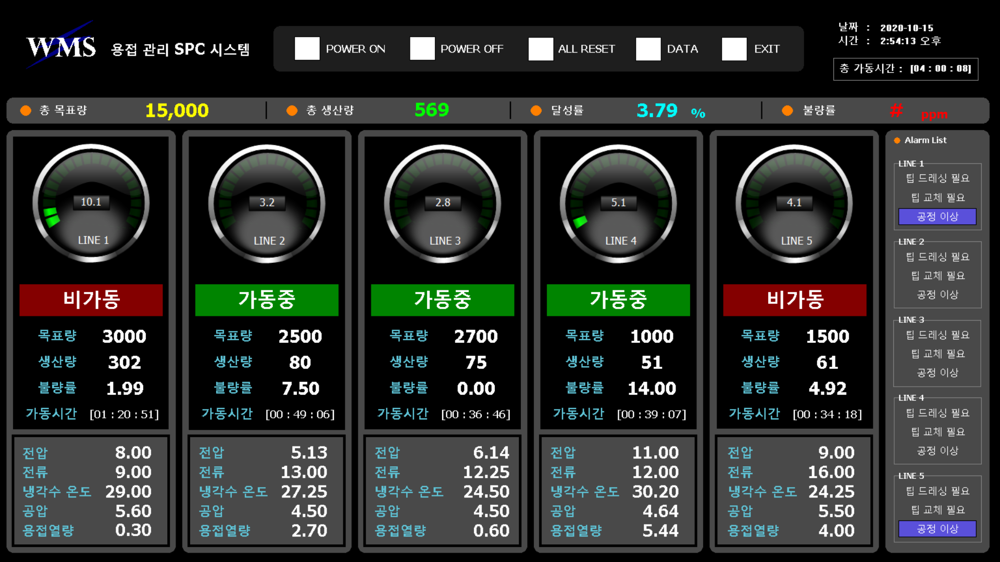 WMS 용접 관리 SPC 시스템
POWER ON POWER OFF ALL RESET DATA EXIT
날짜 : 2020-10-15
시간 : 2:54:13 오후
총 가동시간 : [04 : 00 : 08]
총 목표량 15,000 총 생산량 569 달성률 3.79 % 불량률 # ppm
10.1
LINE 1
비가동
목표량 3000
생산량 302
불량률 1.99
가동시간 [01 : 20 : 51]
전압 8.00
전류 9.00
냉각수 온도 29.00
공압 5.60
용접열량 0.30
3.2
LINE 2
가동중
목표량 2500
생산량 80
불량률 7.50
가동시간 [00 : 49 : 06]
전압 5.13
전류 13.00
냉각수 온도 27.25
공압 4.50
용접열량 2.70
2.8
LINE 3
가동중
목표량 2700
생산량 75
불량률 0.00
가동시간 [00 : 36 : 46]
전압 6.14
전류 12.25
냉각수 온도 24.50
공압 4.50
용접열량 0.60
5.1
LINE 4
가동중
목표량 1000
생산량 51
불량률 14.00
가동시간 [00 : 39 : 07]
전압 11.00
전류 12.00
냉각수 온도 30.20
공압 4.64
용접열량 5.44
4.1
LINE 5
비가동
목표량 1500
생산량 61
불량률 4.92
가동시간 [00 : 34 : 18]
전압 9.00
전류 16.00
냉각수 온도 24.25
공압 5.50
용접열량 4.00
Alarm List
LINE 1
팁 드레싱 필요
팁 교체 필요
공정 이상
LINE 2
팁 드레싱 필요
팁 교체 필요
공정 이상
LINE 3
팁 드레싱 필요
팁 교체 필요
공정 이상
LINE 4
팁 드레싱 필요
팁 교체 필요
공정 이상
LINE 5
팁 드레싱 필요
팁 교체 필요
공정 이상